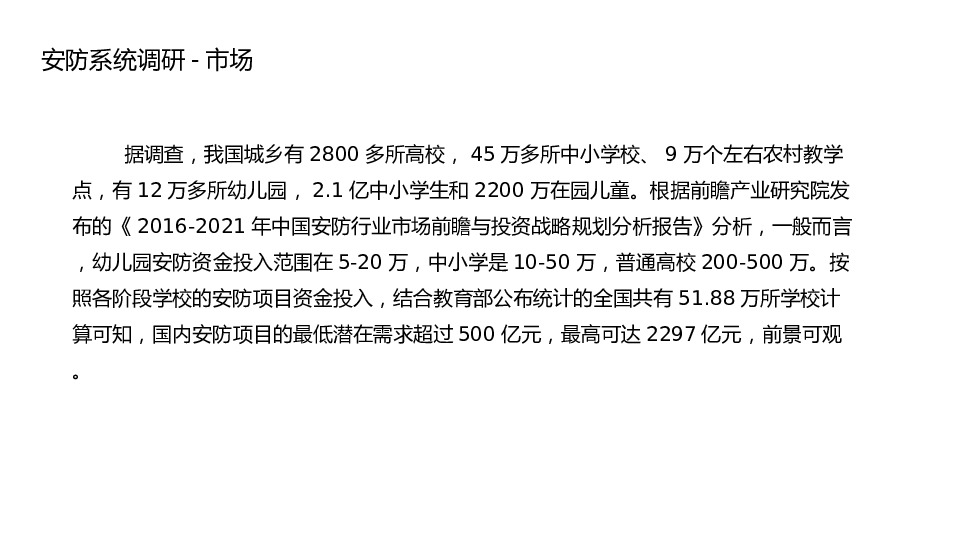 安防系统调研 - 市场
据调查，我国城乡有 2800 多所高校， 45 万多所中小学校、 9 万个左右农村教学
点，有 12 万多所幼儿园， 2.1 亿中小学生和 2200 万在园儿童。根据前瞻产业研究院发
布的《 2016-2021 年中国安防行业市场前瞻与投资战略规划分析报告》分析，一般而言
，幼儿园安防资金投入范围在 5-20 万，中小学是 10-50 万，普通高校 200-500 万。按
照各阶段学校的安防项目资金投入，结合教育部公布统计的全国共有 51.88 万所学校计
算可知，国内安防项目的最低潜在需求超过 500 亿元，最高可达 2297 亿元，前景可观
。